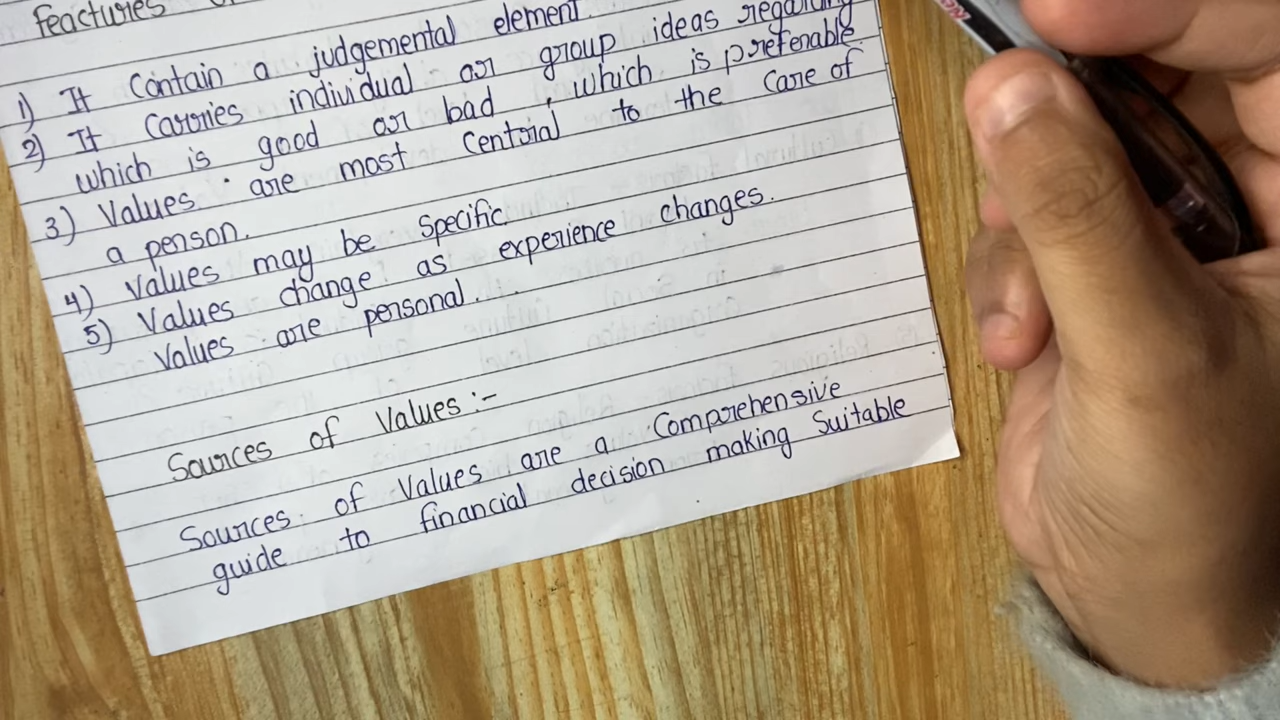 Feactures
1) It Contain a judgemental element.
2) It Carries individual or group ideas regarding
which is good or bad , which is preferable
3) Values are most Central to the Care of
a person.
4) Values may be Specific
Values change as experience changes.
5) Values are personal.
Sources of Values :-
Sources of Values are a Comprehensive
guide to financial decision making Suitable